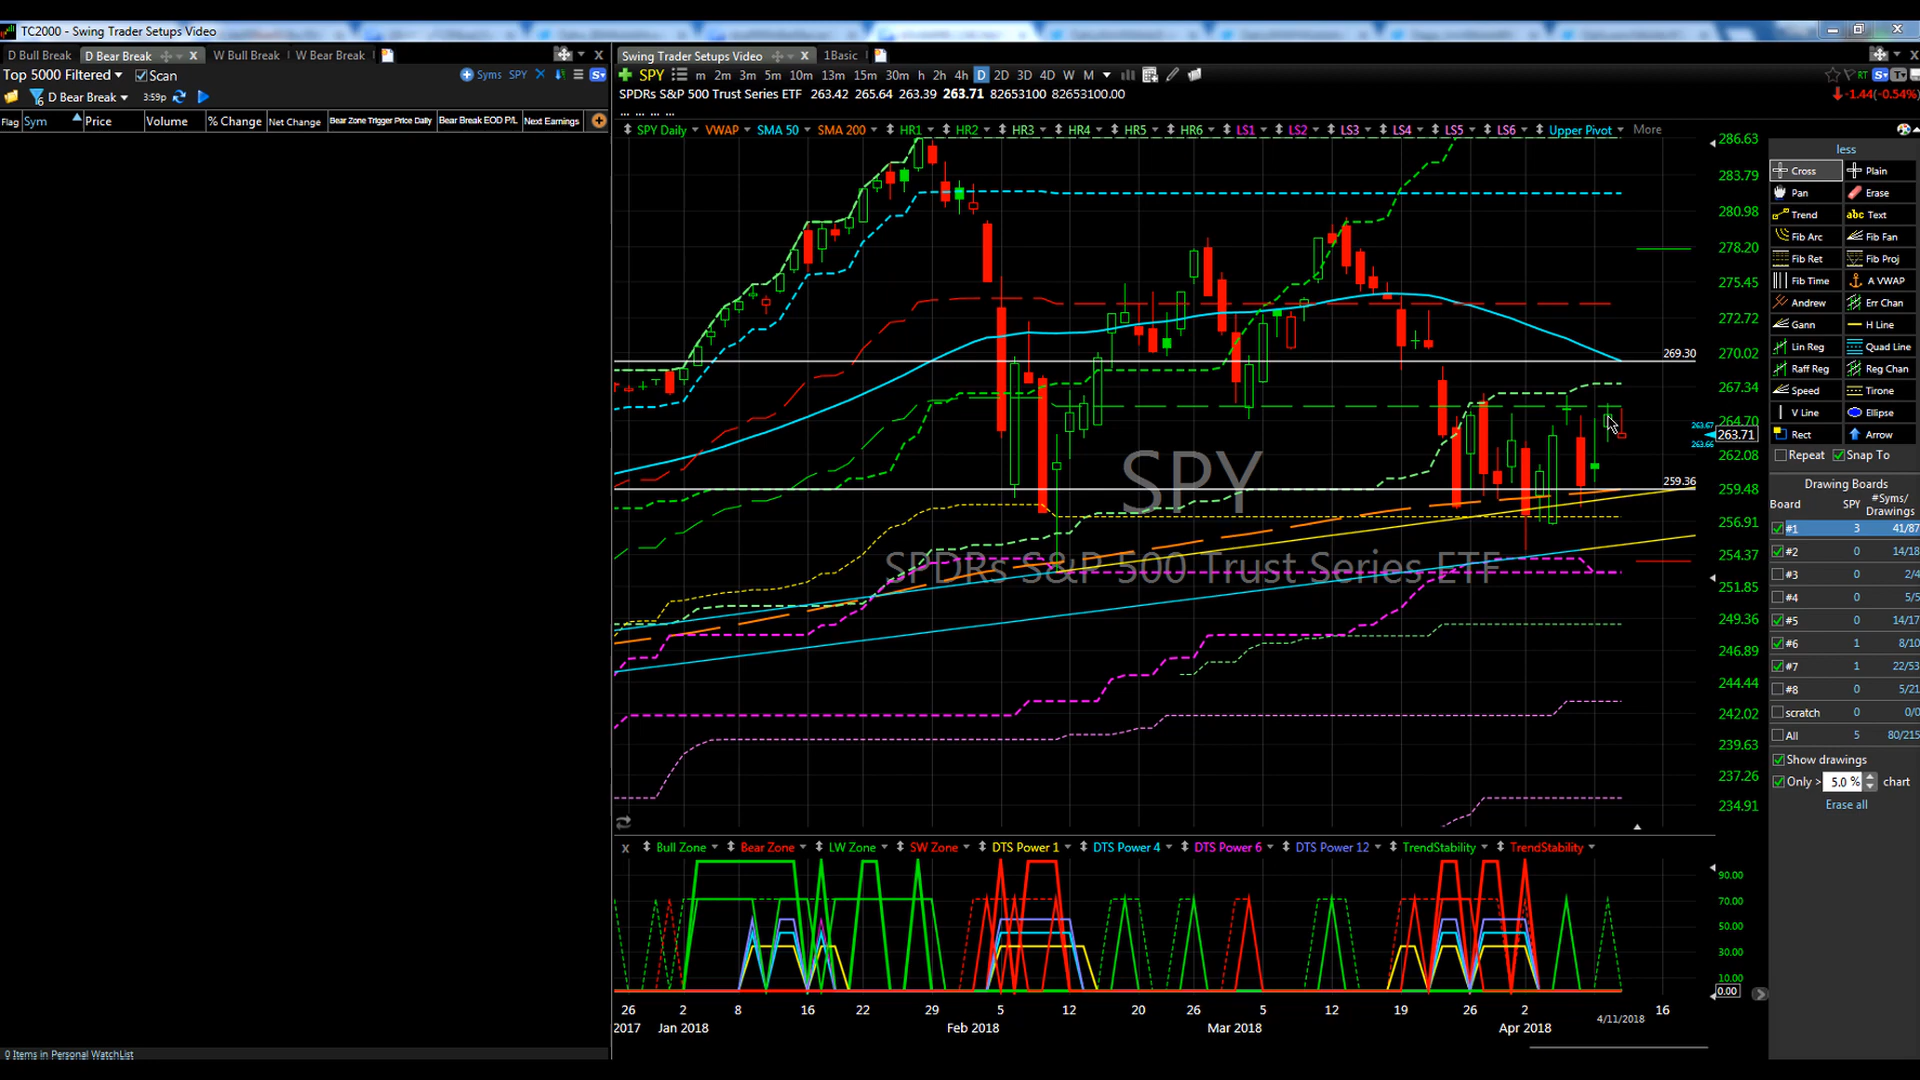 TC2000 - Swing Trader Setups Video
D Bull Break D Bear Break X W Bull Break W Bear Break X
Top 5000 Filtered Scan Syms SPY
D Bear Break 3:59p
Flag Sym Price Volume % Change Net Change Bear Zone Trigger Price Daily Bear Break EOD P/L Next Earnings
0 Items in Personal WatchList
Swing Trader Setups Video X 1Basic X
SPY m 2m 3m 5m 10m 13m 15m 30m h 2h 4h D 2D 3D 4D W M RT
SPDRs S&P 500 Trust Series ETF 263.42 265.64 263.39 263.71 82653100 82653100.00 -1.44(-0.54%)
SPY Daily VWAP SMA 50 SMA 200 HR1 HR2 HR3 HR4 HR5 HR6 LS1 LS2 LS3 LS4 LS5 LS6 Upper Pivot More
286.63
283.79
280.98
278.20
275.45
272.72
270.02
267.34
264.70
263.67
263.71
263.66
262.08
259.48
256.91
254.37
251.85
249.36
246.89
244.44
242.02
239.63
237.26
234.91
269.30
259.36
SPY
SPDRs S&P 500 Trust Series ETF
x Bull Zone Bear Zone LW Zone SW Zone DTS Power 1 DTS Power 4 DTS Power 6 DTS Power 12 TrendStability TrendStability
90.00
70.00
50.00
30.00
10.00
0.00
26 2 8 16 22 29 5 12 20 26 5 12 19 26 2 4/11/2018 16
2017 Jan 2018 Feb 2018 Mar 2018 Apr 2018
less
Cross Plain
Pan Erase
Trend abc Text
Fib Arc Fib Fan
Fib Ret Fib Proj
Fib Time A VWAP
Andrew Err Chan
Gann H Line
Lin Reg Quad Line
Raff Reg Reg Chan
Speed Tirone
V Line Ellipse
Rect Arrow
Repeat Snap To
Drawing Boards
Board SPY #Syms/ Drawings
#1 3 41/87
#2 0 14/18
#3 0 2/4
#4 0 5/5
#5 0 14/17
#6 1 8/10
#7 1 22/53
#8 0 5/21
scratch 0 0/0
All 5 80/215
Show drawings
Only > 5.0 % chart
Erase all